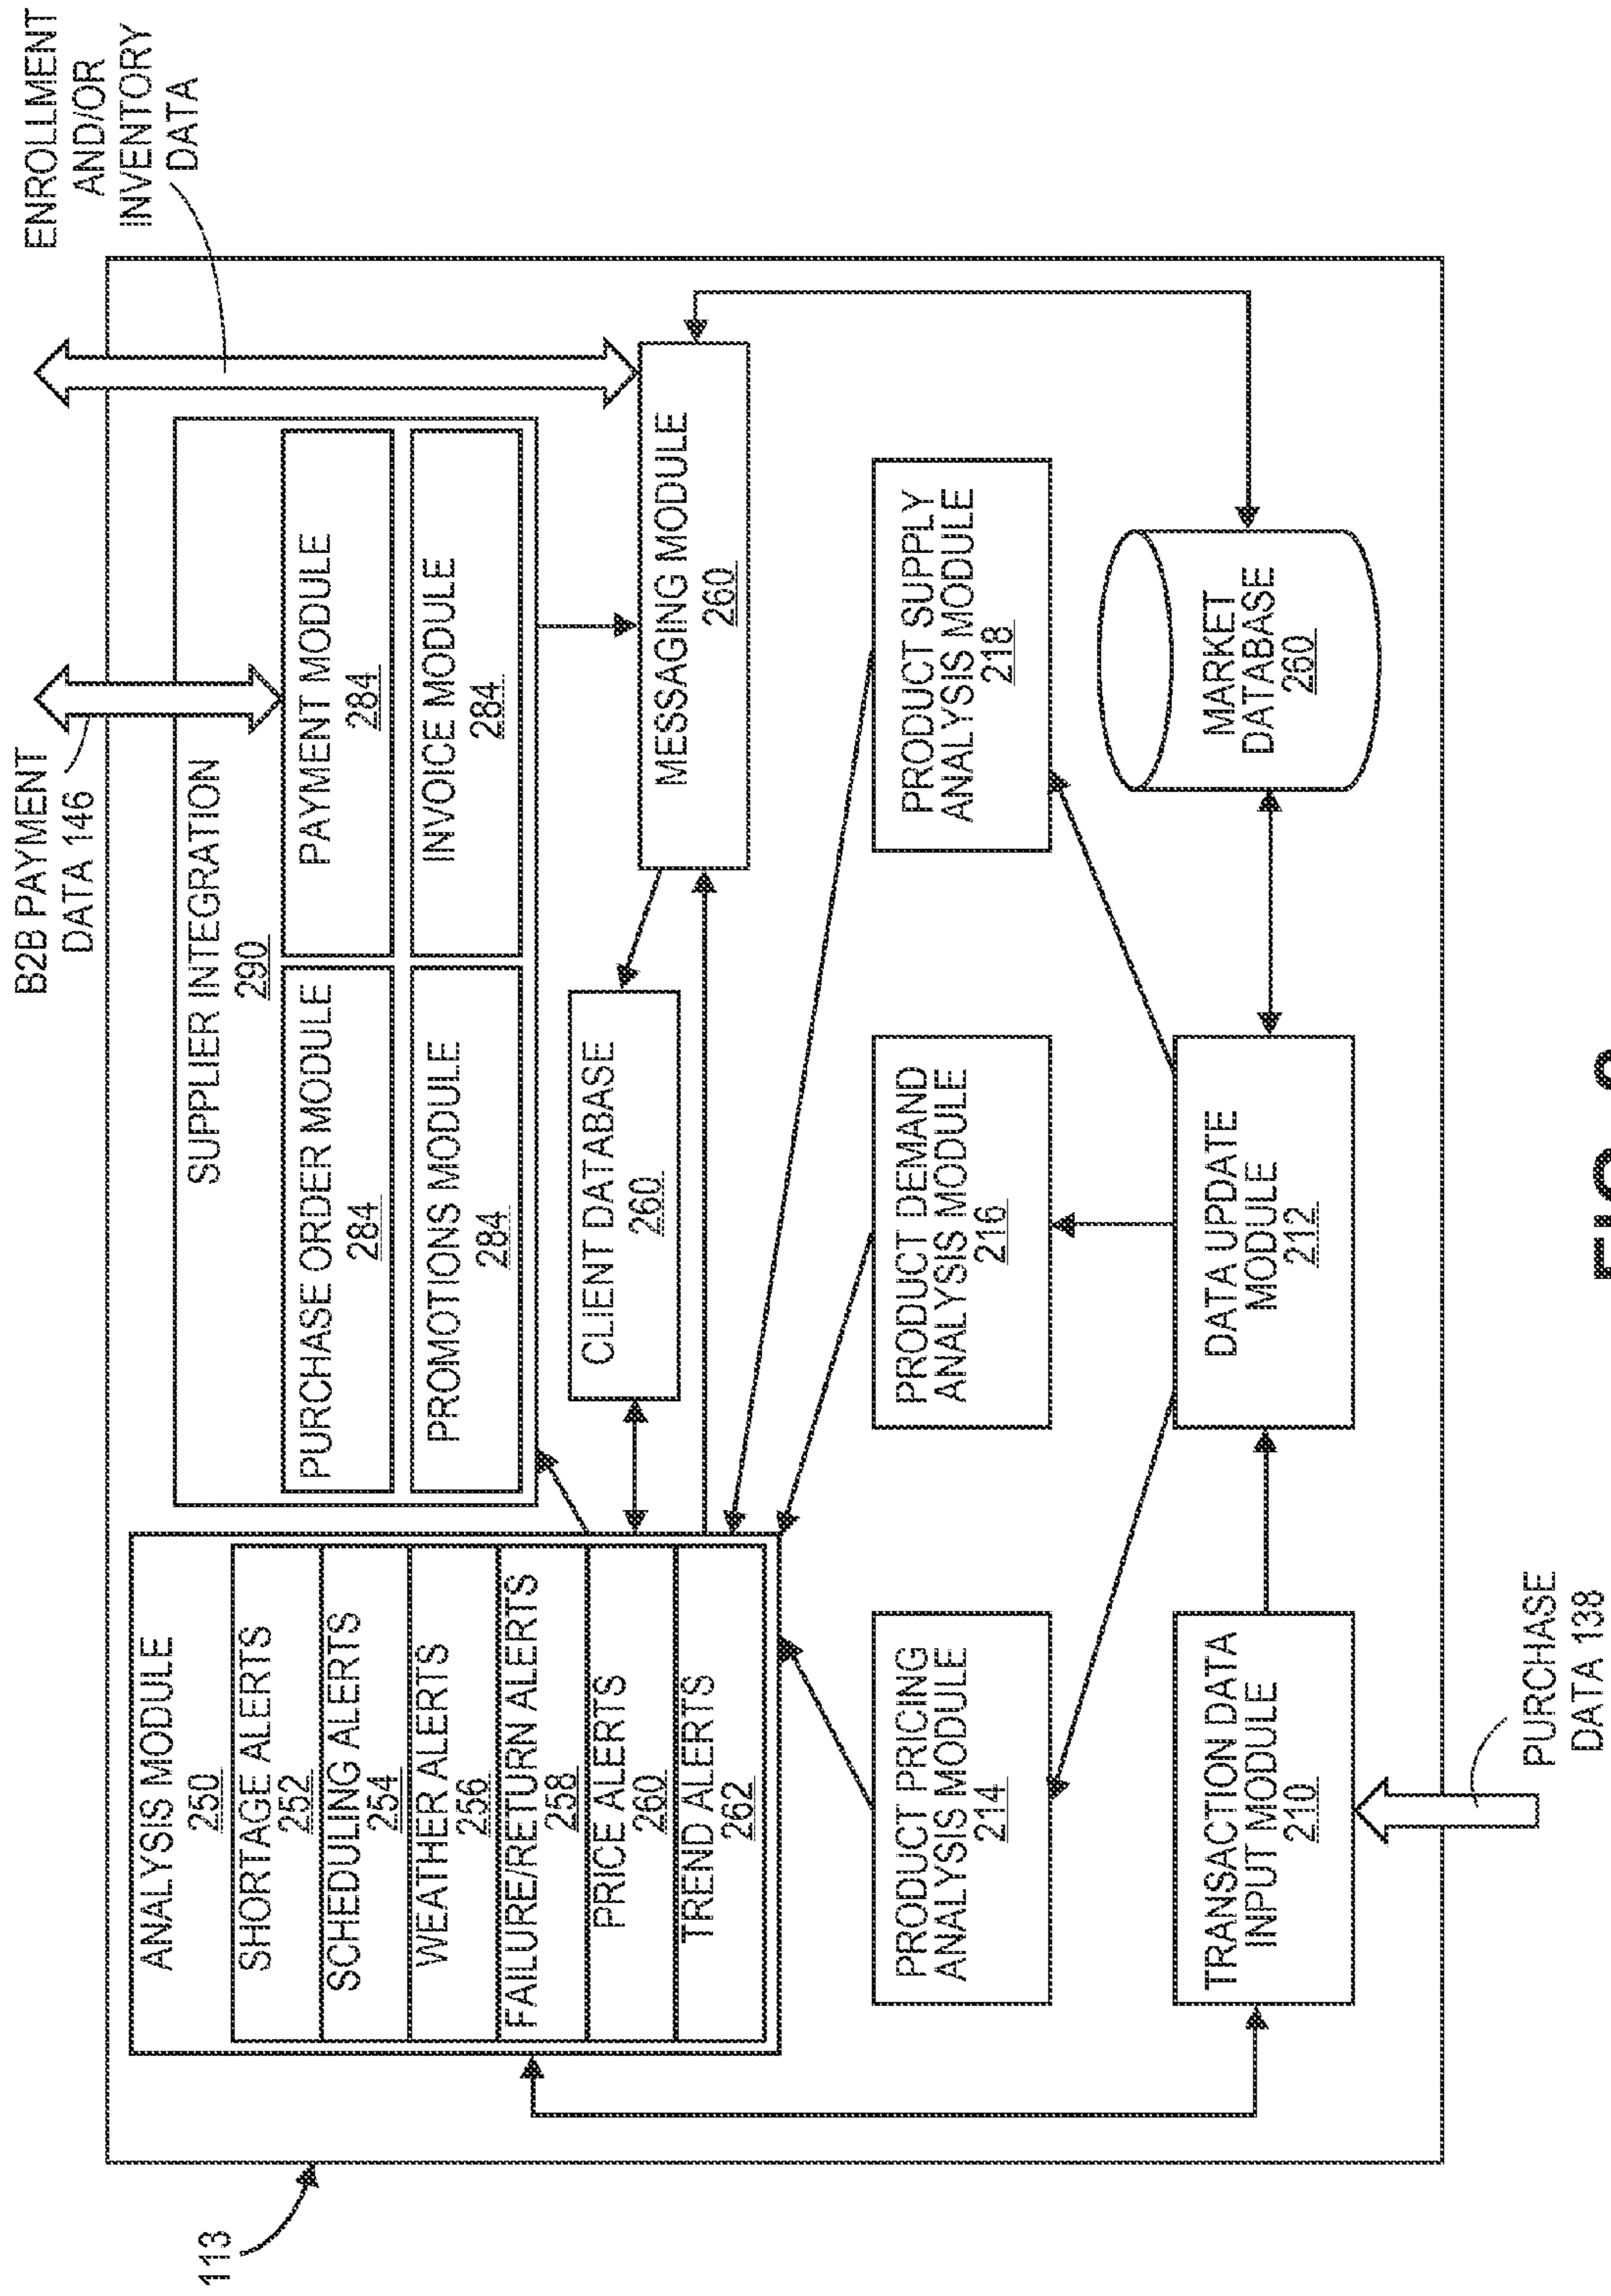 113
B2B PAYMENT
DATA 146
ENROLLMENT
AND/OR
INVENTORY
DATA
ANALYSIS MODULE
250
SHORTAGE ALERTS
252
SCHEDULING ALERTS
254
WEATHER ALERTS
256
FAILURE/RETURN ALERTS
258
PRICE ALERTS
260
TREND ALERTS
262
SUPPLIER INTEGRATION
290
PURCHASE ORDER MODULE
284
PAYMENT MODULE
284
PROMOTIONS MODULE
284
INVOICE MODULE
284
CLIENT DATABASE
260
MESSAGING MODULE
260
PRODUCT PRICING
ANALYSIS MODULE
214
PRODUCT DEMAND
ANALYSIS MODULE
216
PRODUCT SUPPLY
ANALYSIS MODULE
218
TRANSACTION DATA
INPUT MODULE
210
DATA UPDATE
MODULE
212
MARKET
DATABASE
260
PURCHASE
DATA 138